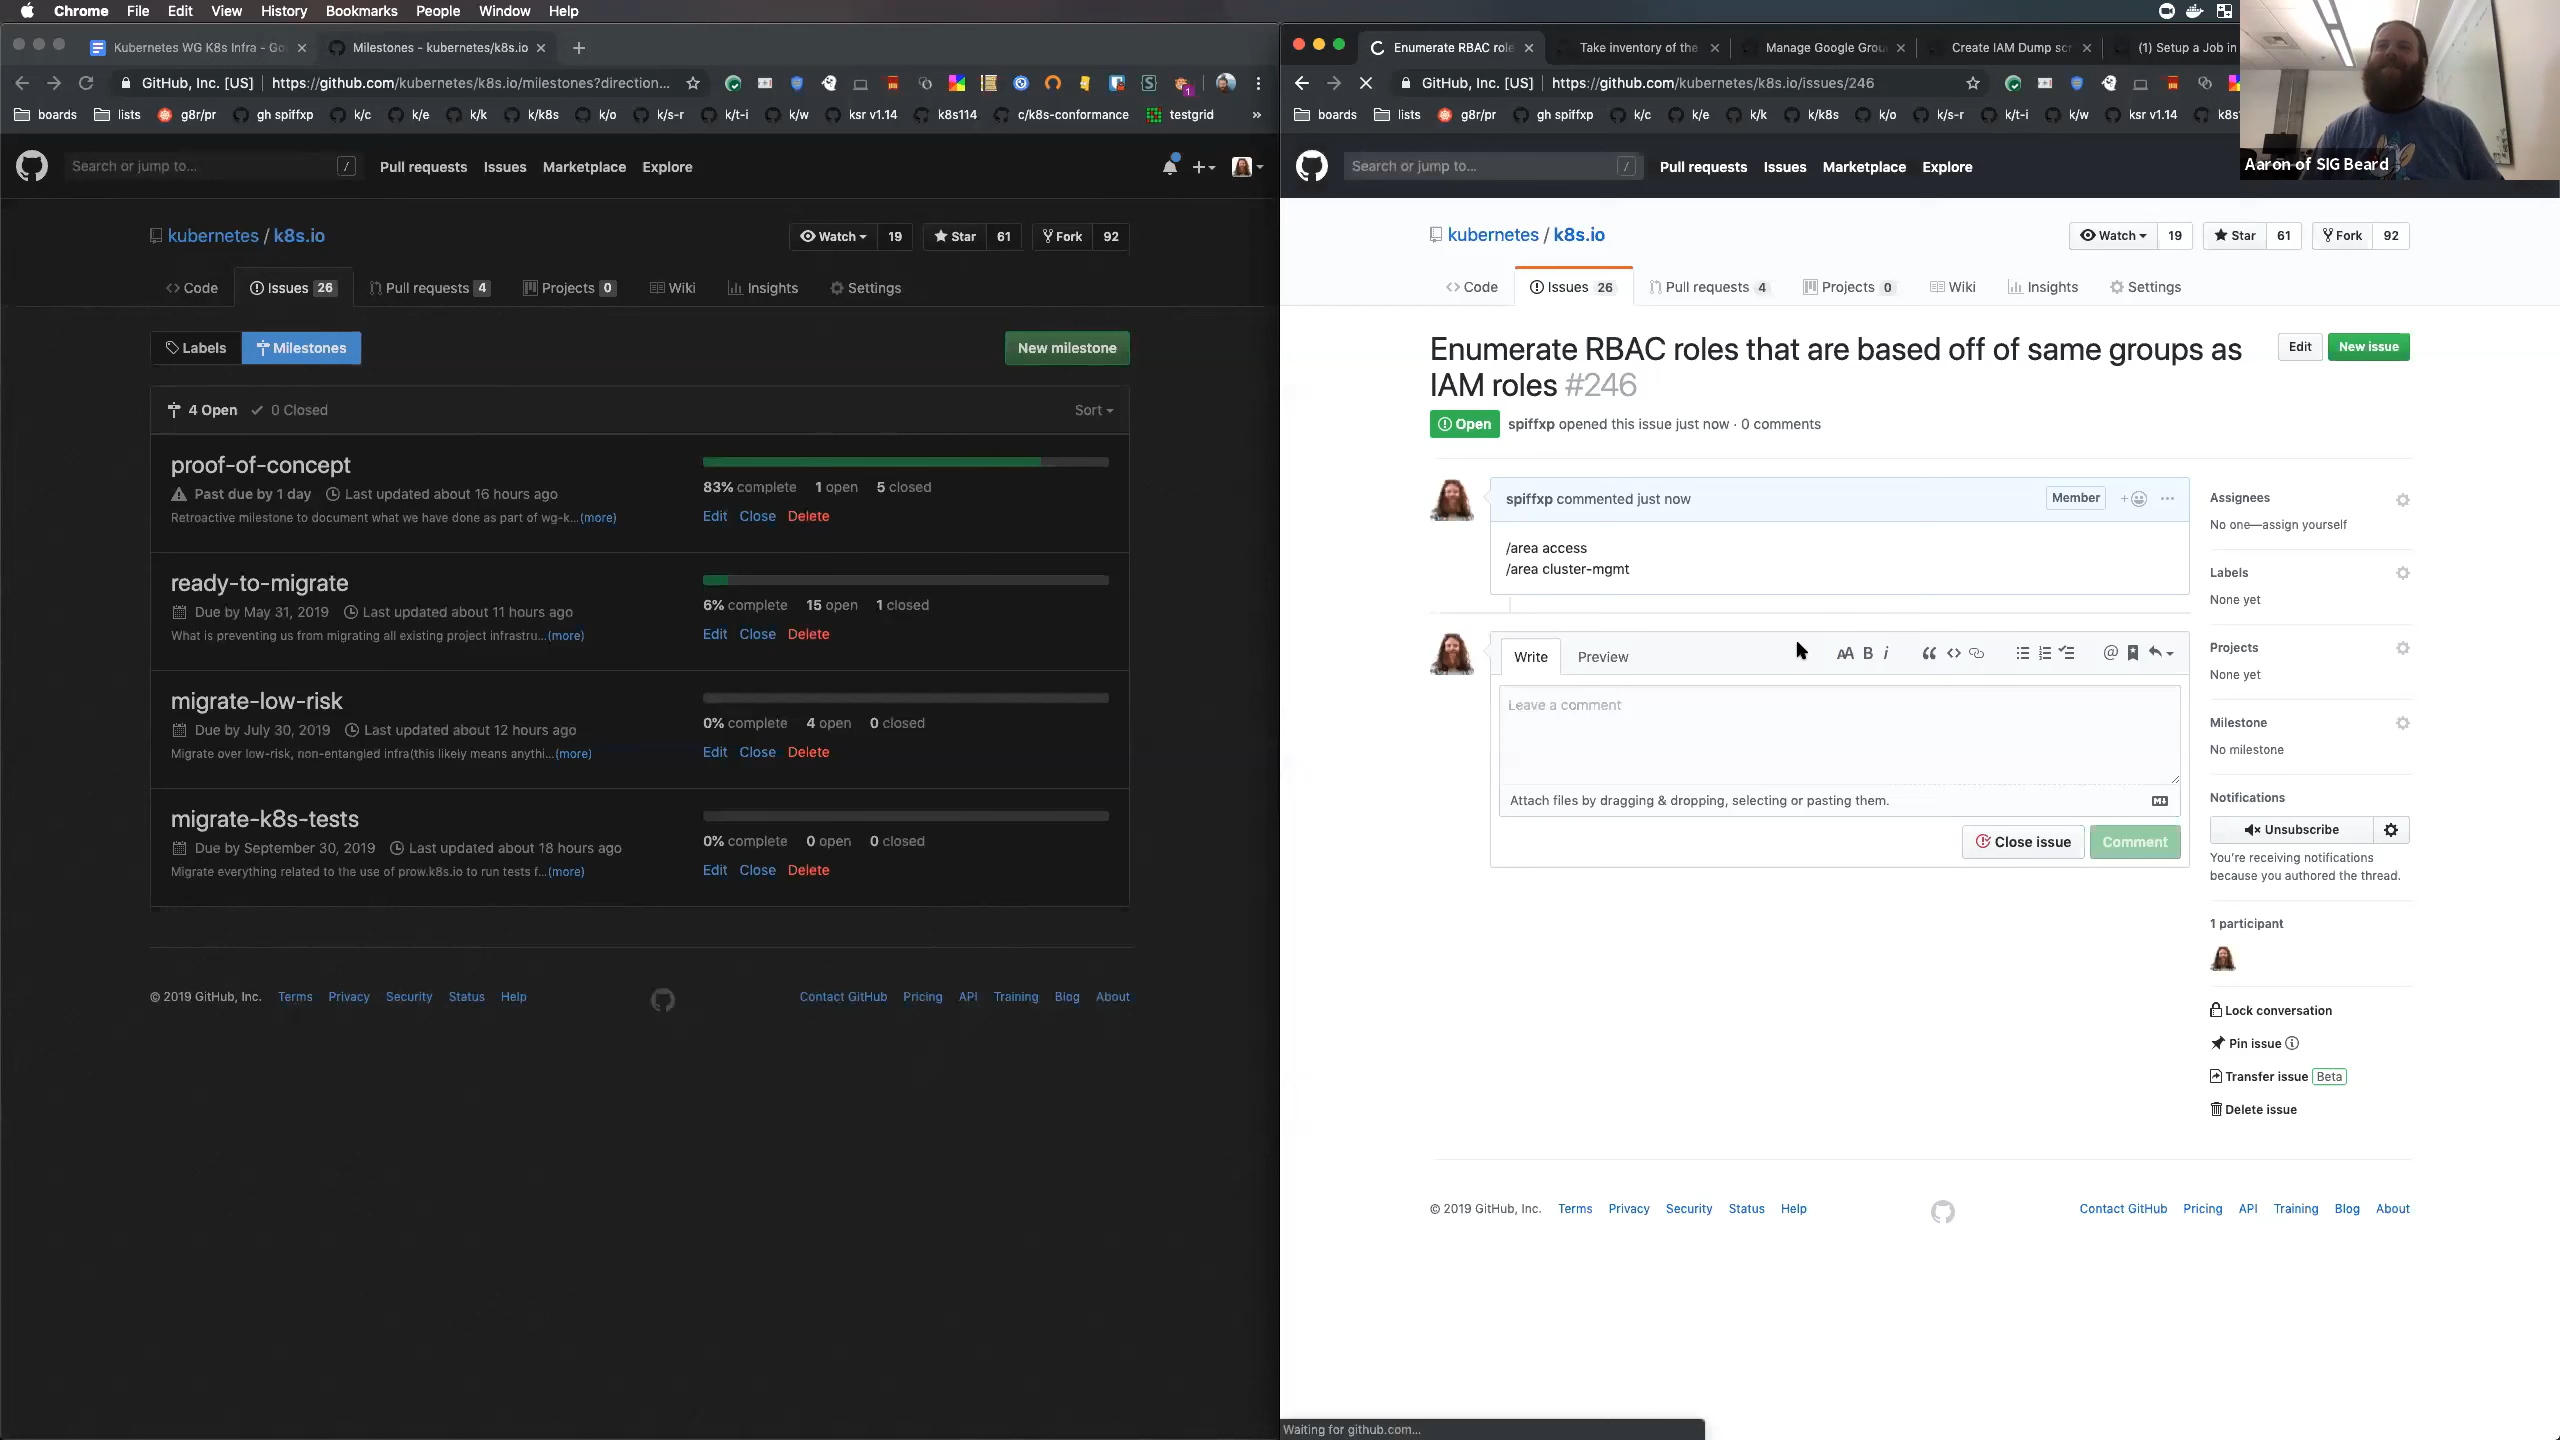 Chrome File Edit View History Bookmarks People Window Help
Kubernetes WG K8s Infra - Go
Milestones - kubernetes/k8s.io
GitHub, Inc. [US] | https://github.com/kubernetes/k8s.io/milestones?direction...
boards lists g8r/pr gh spiffxp k/c k/e k/k k/k8s k/o k/s-r k/t-i k/w ksr v1.14 k8s114 c/k8s-conformance testgrid »
Search or jump to... /
Pull requests Issues Marketplace Explore
kubernetes / k8s.io
Watch 19 Star 61 Fork 92
Code Issues 26 Pull requests 4 Projects 0 Wiki Insights Settings
Labels Milestones
New milestone
4 Open 0 Closed
Sort
proof-of-concept
Past due by 1 day Last updated about 16 hours ago
Retroactive milestone to document what we have done as part of wg-k...(more)
83% complete 1 open 5 closed
Edit Close Delete
ready-to-migrate
Due by May 31, 2019 Last updated about 11 hours ago
What is preventing us from migrating all existing project infrastru...(more)
6% complete 15 open 1 closed
Edit Close Delete
migrate-low-risk
Due by July 30, 2019 Last updated about 12 hours ago
Migrate over low-risk, non-entangled infra(this likely means anythi...(more)
0% complete 4 open 0 closed
Edit Close Delete
migrate-k8s-tests
Due by September 30, 2019 Last updated about 18 hours ago
Migrate everything related to the use of prow.k8s.io to run tests f...(more)
0% complete 0 open 0 closed
Edit Close Delete
© 2019 GitHub, Inc. Terms Privacy Security Status Help
Contact GitHub Pricing API Training Blog About
Enumerate RBAC role
Take inventory of the
Manage Google Grou
Create IAM Dump scr
(1) Setup a Job in
GitHub, Inc. [US] | https://github.com/kubernetes/k8s.io/issues/246
boards lists g8r/pr gh spiffxp k/c k/e k/k k/k8s k/o k/s-r k/t-i k/w ksr v1.14 k8s
Aaron of SIG Beard
Search or jump to... /
Pull requests Issues Marketplace Explore
kubernetes / k8s.io
Watch 19 Star 61 Fork 92
Code Issues 26 Pull requests 4 Projects 0 Wiki Insights Settings
Enumerate RBAC roles that are based off of same groups as
IAM roles #246
Edit New issue
Open spiffxp opened this issue just now · 0 comments
spiffxp commented just now
Member
/area access
/area cluster-mgmt
Write Preview
Leave a comment
Attach files by dragging & dropping, selecting or pasting them.
Close issue Comment
Assignees
No one—assign yourself
Labels
None yet
Projects
None yet
Milestone
No milestone
Notifications
Unsubscribe
You're receiving notifications
because you authored the thread.
1 participant
Lock conversation
Pin issue
Transfer issue Beta
Delete issue
© 2019 GitHub, Inc. Terms Privacy Security Status Help
Contact GitHub Pricing API Training Blog About
Waiting for github.com...